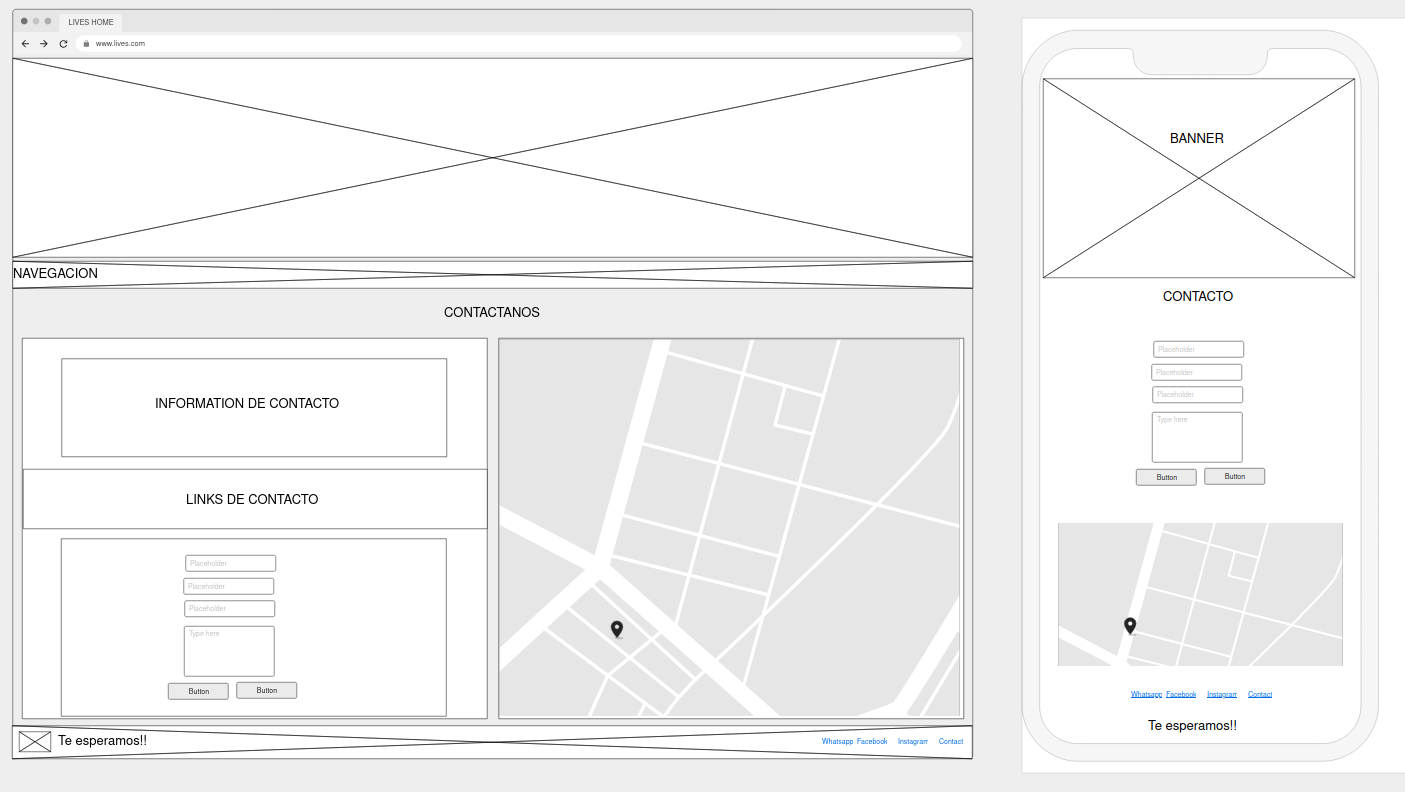 LIVES HOME
www.lives.com
NAVEGACION
CONTACTANOS
INFORMATION DE CONTACTO
LINKS DE CONTACTO
Placeholder
Placeholder
Placeholder
Type here
Button Button
Te esperamos!!
Whatsapp Facebook Instagram Contact
BANNER
CONTACTO
Placeholder
Placeholder
Placeholder
Type here
Button Button
Whatsapp Facebook Instagram Contact
Te esperamos!!